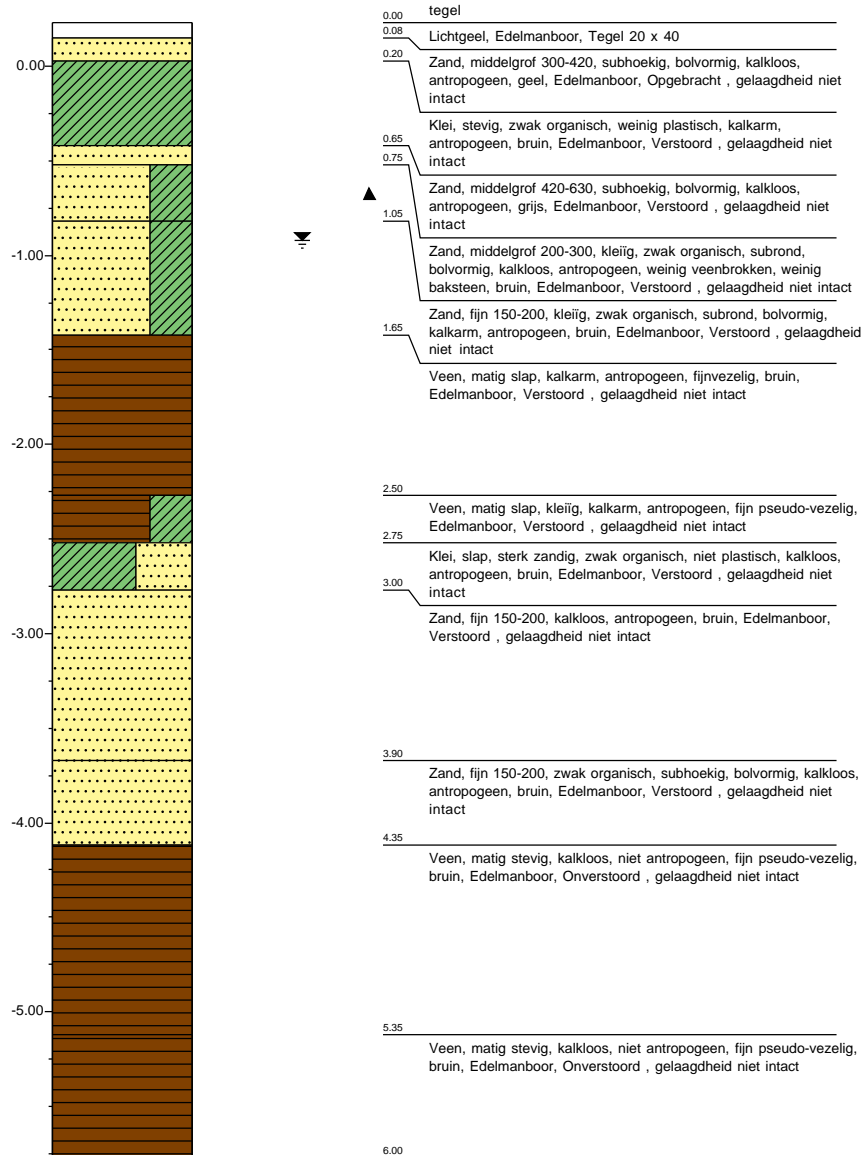 0.00
tegel
0.08
Lichtgeel, Edelmanboor, Tegel 20 x 40
0.20
Zand, middelgrof 300-420, subhoekig, bolvormig, kalkloos,
antropogeen, geel, Edelmanboor, Opgebracht , gelaagdheid niet
intact
0.65
Klei, stevig, zwak organisch, weinig plastisch, kalkarm,
antropogeen, bruin, Edelmanboor, Verstoord , gelaagdheid niet
intact
0.75
Zand, middelgrof 420-630, subhoekig, bolvormig, kalkloos,
antropogeen, grijs, Edelmanboor, Verstoord , gelaagdheid niet
intact
1.05
Zand, middelgrof 200-300, kleiïg, zwak organisch, subrond,
bolvormig, kalkloos, antropogeen, weinig veenbrokken, weinig
baksteen, bruin, Edelmanboor, Verstoord , gelaagdheid niet intact
Zand, fijn 150-200, kleiïg, zwak organisch, subrond, bolvormig,
kalkarm, antropogeen, bruin, Edelmanboor, Verstoord , gelaagdheid
niet intact
1.65
Veen, matig slap, kalkarm, antropogeen, fijnvezelig, bruin,
Edelmanboor, Verstoord , gelaagdheid niet intact
2.50
Veen, matig slap, kleiïg, kalkarm, antropogeen, fijn pseudo-vezelig,
Edelmanboor, Verstoord , gelaagdheid niet intact
2.75
Klei, slap, sterk zandig, zwak organisch, niet plastisch, kalkloos,
antropogeen, bruin, Edelmanboor, Verstoord , gelaagdheid niet
intact
3.00
Zand, fijn 150-200, kalkloos, antropogeen, bruin, Edelmanboor,
Verstoord , gelaagdheid niet intact
3.90
Zand, fijn 150-200, zwak organisch, subhoekig, bolvormig, kalkloos,
antropogeen, bruin, Edelmanboor, Verstoord , gelaagdheid niet
intact
4.35
Veen, matig stevig, kalkloos, niet antropogeen, fijn pseudo-vezelig,
bruin, Edelmanboor, Onverstoord , gelaagdheid niet intact
5.35
Veen, matig stevig, kalkloos, niet antropogeen, fijn pseudo-vezelig,
bruin, Edelmanboor, Onverstoord , gelaagdheid niet intact
6.00
0.00
-1.00
-2.00
-3.00
-4.00
-5.00